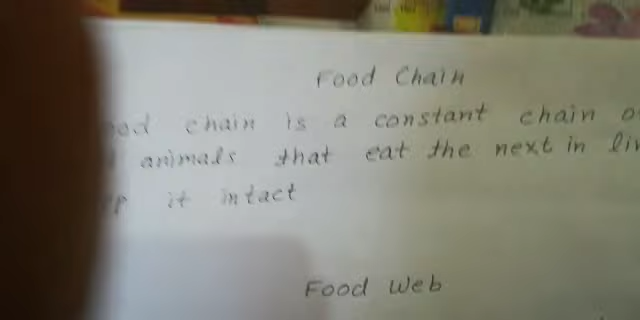 Food Chain
chain is a constant chain
animals that eat the next in
it intact
Food Web